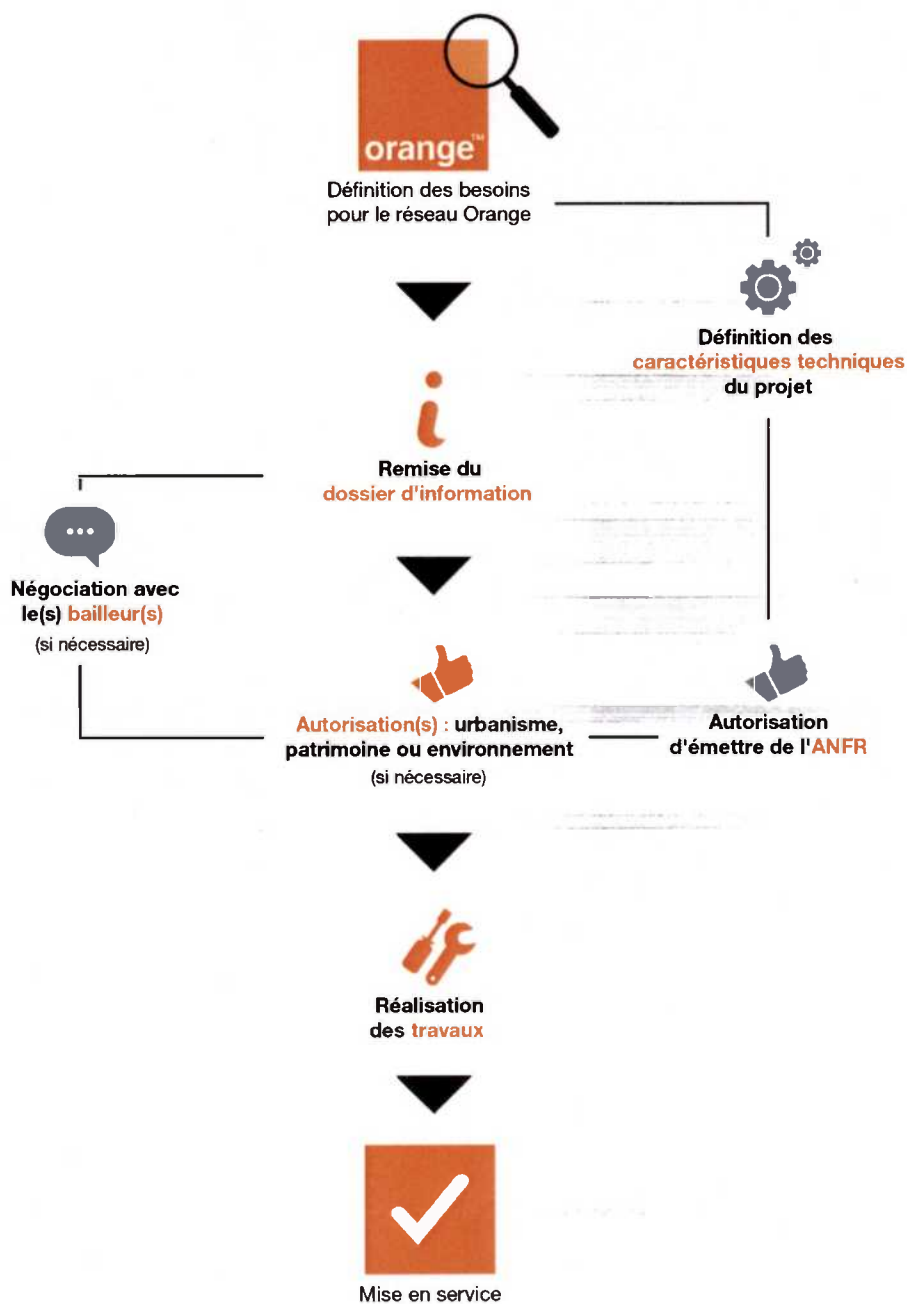 orange™
Définition des besoins
pour le réseau Orange
Définition des
caractéristiques techniques
du projet
Remise du
dossier d'information
Négociation avec
le(s) bailleur(s)
(si nécessaire)
Autorisation(s) : urbanisme,
patrimoine ou environnement
(si nécessaire)
Autorisation
d'émettre de l'ANFR
Réalisation
des travaux
Mise en service